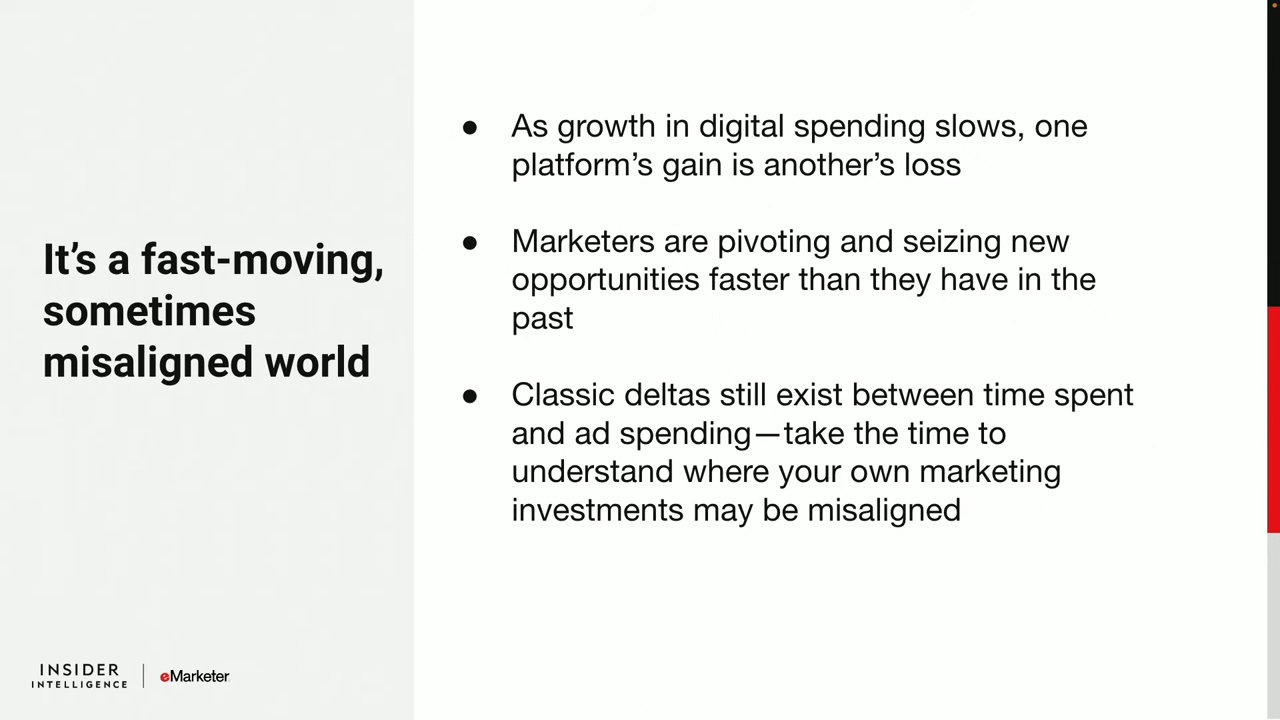 It’s a fast-moving,
sometimes
misaligned world
● As growth in digital spending slows, one
platform’s gain is another’s loss
● Marketers are pivoting and seizing new
opportunities faster than they have in the
past
● Classic deltas still exist between time spent
and ad spending—take the time to
understand where your own marketing
investments may be misaligned
INSIDER
INTELLIGENCE
eMarketer